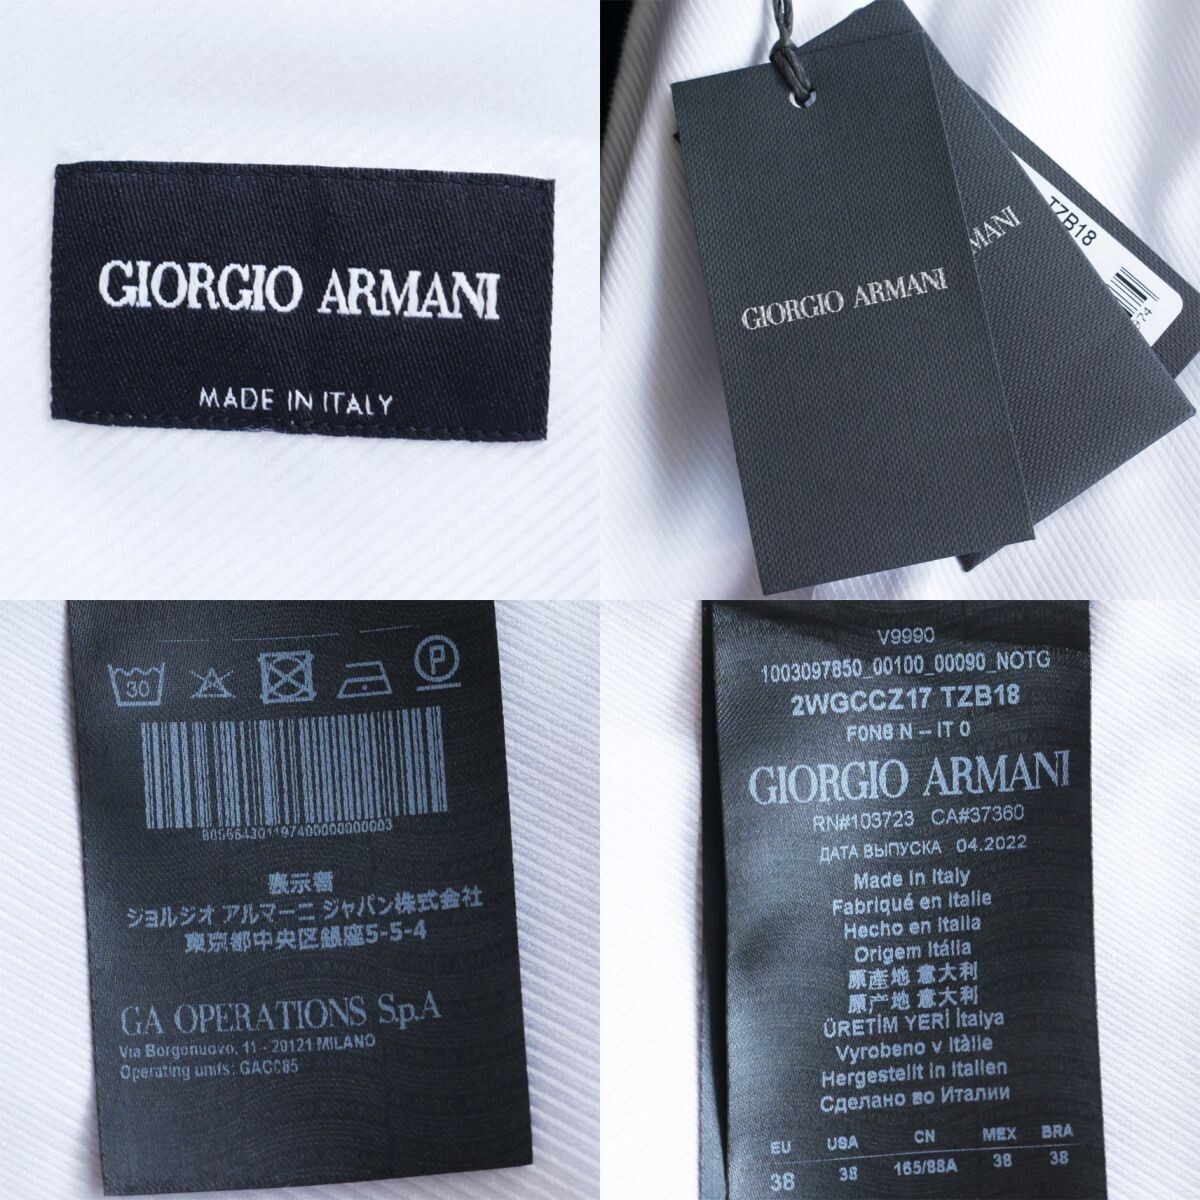 GIORGIO ARMANI
MADE IN ITALY
GIORGIO ARMANI
MANI
TZB18
974
30
P
8056643011974000000000003
表示者
ジョルジオ アルマーニ ジャパン株式会社
東京都中央区銀座5-5-4
GA OPERATIONS S.p.A
Via Borgonuovo, 11 - 20121 MILANO
Operating units: GAC085
V9990
1003097850_00100_00090_NOTG
2WGCCZ17 TZB18
F0N6 N – IT 0
GIORGIO ARMANI
RN#103723 CA#37360
ДАТА ВЫПУСКА 04.2022
Made in Italy
Fabriqué en Italie
Hecho en Italia
Origem Itália
原產地 意大利
原产地 意大利
ÜRETİM YERİ İtalya
Vyrobeno v Itálie
Hergestellt in Italien
Сделано во Италии
EU USA CN MEX BRA
38 38 165/88A 38 38